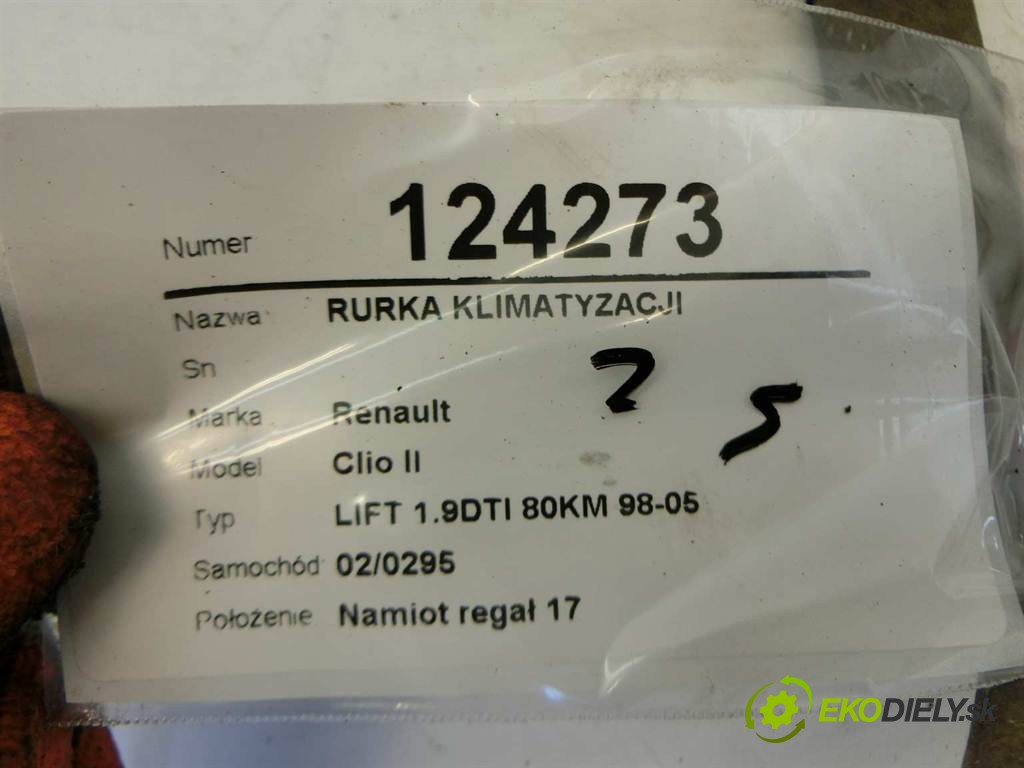 Numer 124273
Nazwa: RURKA KLIMATYZACJI
Sn
2 5
Marka Renault
Model Clio II
Typ LIFT 1.9DTI 80KM 98-05
Samochód 02/0295
Położenie Namiot regał 17
EKODIELY.sk